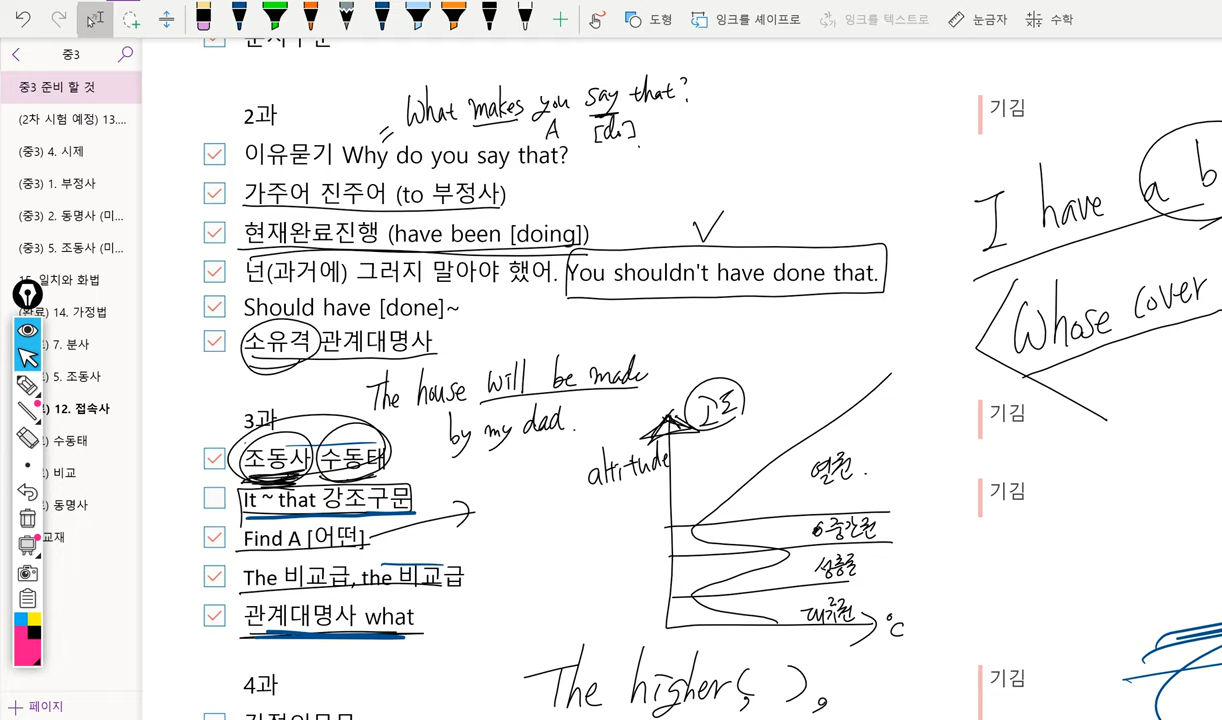 도형
잉크를 셰이프로
잉크를 텍스트로
눈금자
수학
중3
중3 준비 할 것
(2차 시험 예정) 13....
(중3) 4. 시제
(중3) 1. 부정사
(중3) 2. 동명사 (미...
(중3) 5. 조동사 (미...
일치와 화법
14. 가정법
7. 분사
5. 조동사
12. 접속사
수동태
비교
동명사
교재
페이지
2과
What makes you say that?
A [do].
= 이유묻기 Why do you say that?
가주어 진주어 (to 부정사)
현재완료진행 (have been [doing])
넌(과거에) 그러지 말아야 했어. You shouldn't have done that.
Should have [done]~
소유격 관계대명사
The house will be made
by my dad.
3과
조동사 수동태
It ~ that 강조구문
Find A [어떤]
The 비교급, the 비교급
관계대명사 what
고도
altitude
열권.
중간권
성층권
대류권
℃
The higher( ),
4과
기김
I have a b
Whose cover
기김
기김
기김